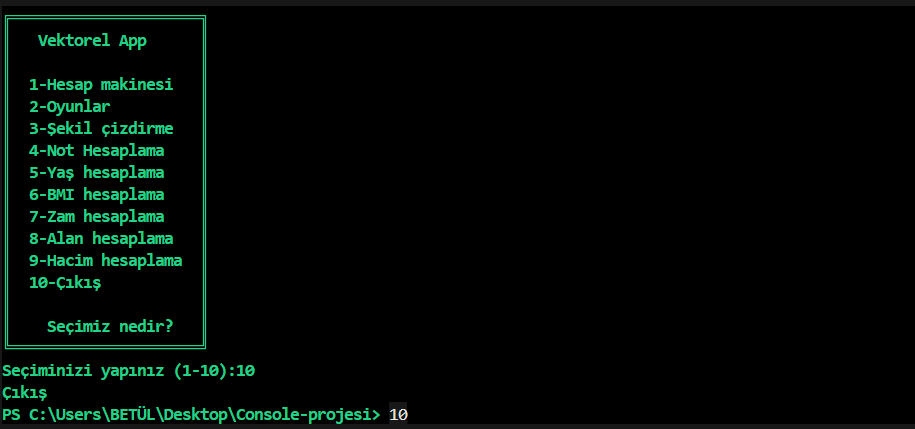 Vektorel App
1-Hesap makinesi
2-Oyunlar
3-Şekil çizdirme
4-Not Hesaplama
5-Yaş hesaplama
6-BMI hesaplama
7-Zam hesaplama
8-Alan hesaplama
9-Hacim hesaplama
10-Çıkış
Seçimiz nedir?
Seçiminizi yapınız (1-10):10
Çıkış
PS C:\Users\BETÜL\Desktop\Console-projesi> 10